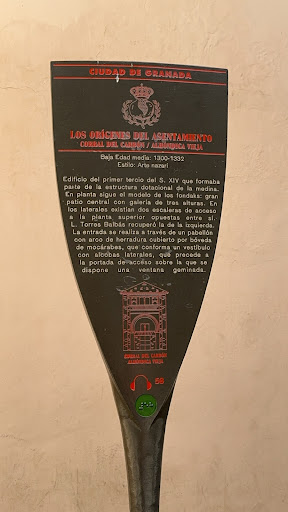 CIUDAD DE GRANADA
LOS ORÍGENES DEL ASENTAMIENTO
CORRAL DEL CARBÓN / ALHÓNDIGA VIEJA
Baja Edad media: 1300-1332
Estilo: Arte nazarí
Edificio del primer tercio del S. XIV que formaba
parte de la estructura dotacional de la medina.
En planta sigue el modelo de los fondaks: gran
patio central con galería de tres alturas. En
los laterales existían dos escaleras de acceso
a la planta superior opuestas entre sí.
L. Torres Balbás recuperó la de la izquierda.
La entrada se realiza a través de un pabellón
con arco de herradura cubierto por bóveda
de mocárabes, que conforma un vestíbulo
con alcobas laterales, que precede a
la portada de acceso sobre la que se
dispone una ventana geminada.
CORRAL DEL CARBÓN
ALHÓNDIGA VIEJA